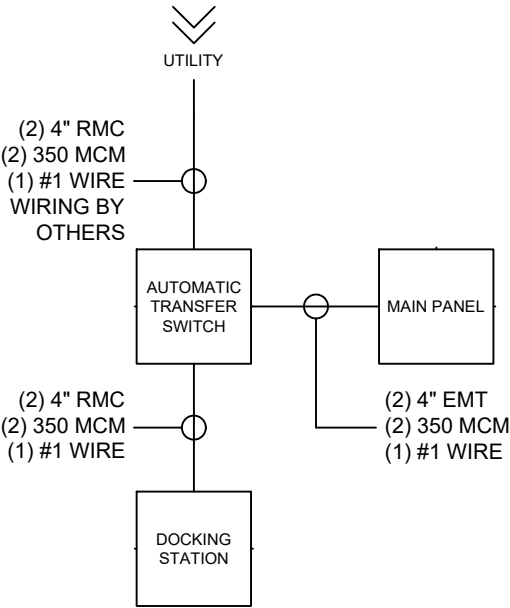 UTILITY
(2) 4" RMC
(2) 350 MCM
(1) #1 WIRE
WIRING BY
OTHERS
AUTOMATIC
TRANSFER
SWITCH
MAIN PANEL
(2) 4" RMC
(2) 350 MCM
(1) #1 WIRE
(2) 4" EMT
(2) 350 MCM
(1) #1 WIRE
DOCKING
STATION